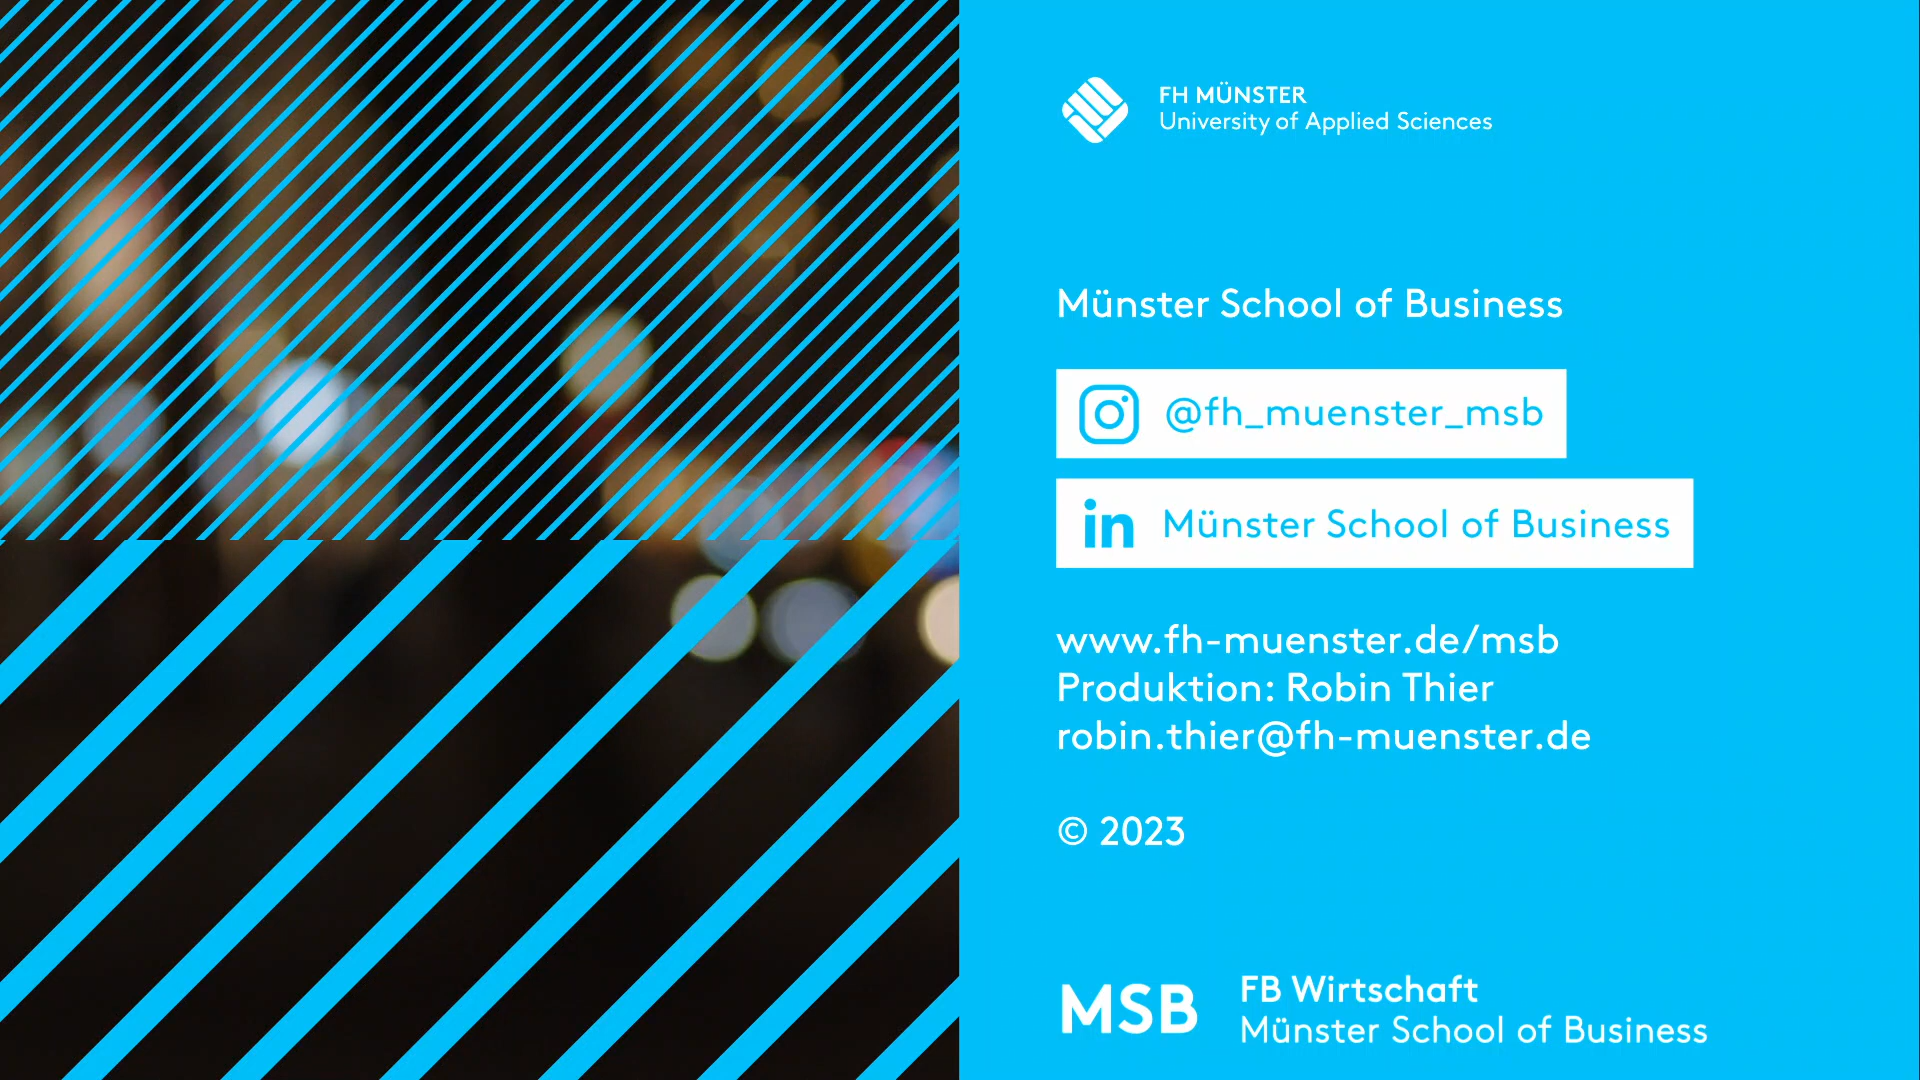 FH MÜNSTER
University of Applied Sciences
Münster School of Business
@fh_muenster_msb
in Münster School of Business
www.fh-muenster.de/msb
Produktion: Robin Thier
robin.thier@fh-muenster.de
© 2023
MSB
FB Wirtschaft
Münster School of Business